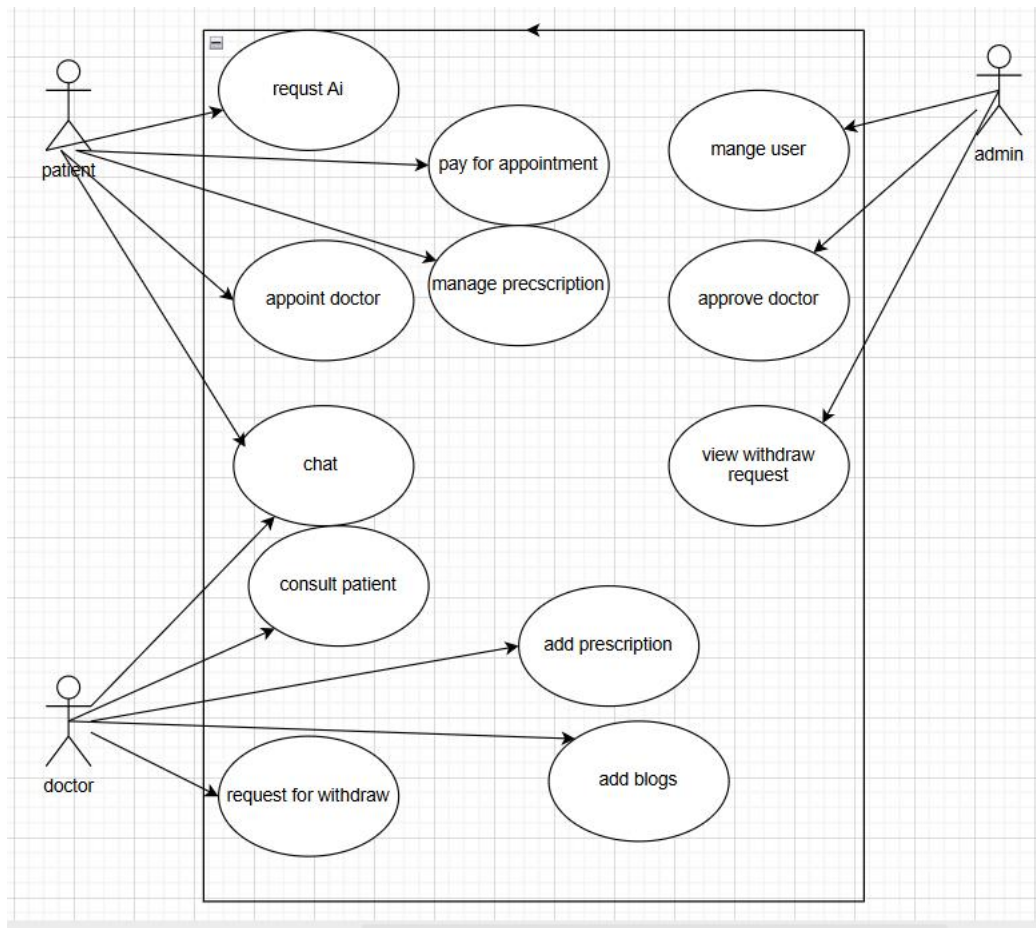 requst Ai
patient
pay for appointment
mange user
admin
manage precscription
appoint doctor
approve doctor
chat
view withdraw
request
consult patient
add prescription
doctor
request for withdraw
add blogs